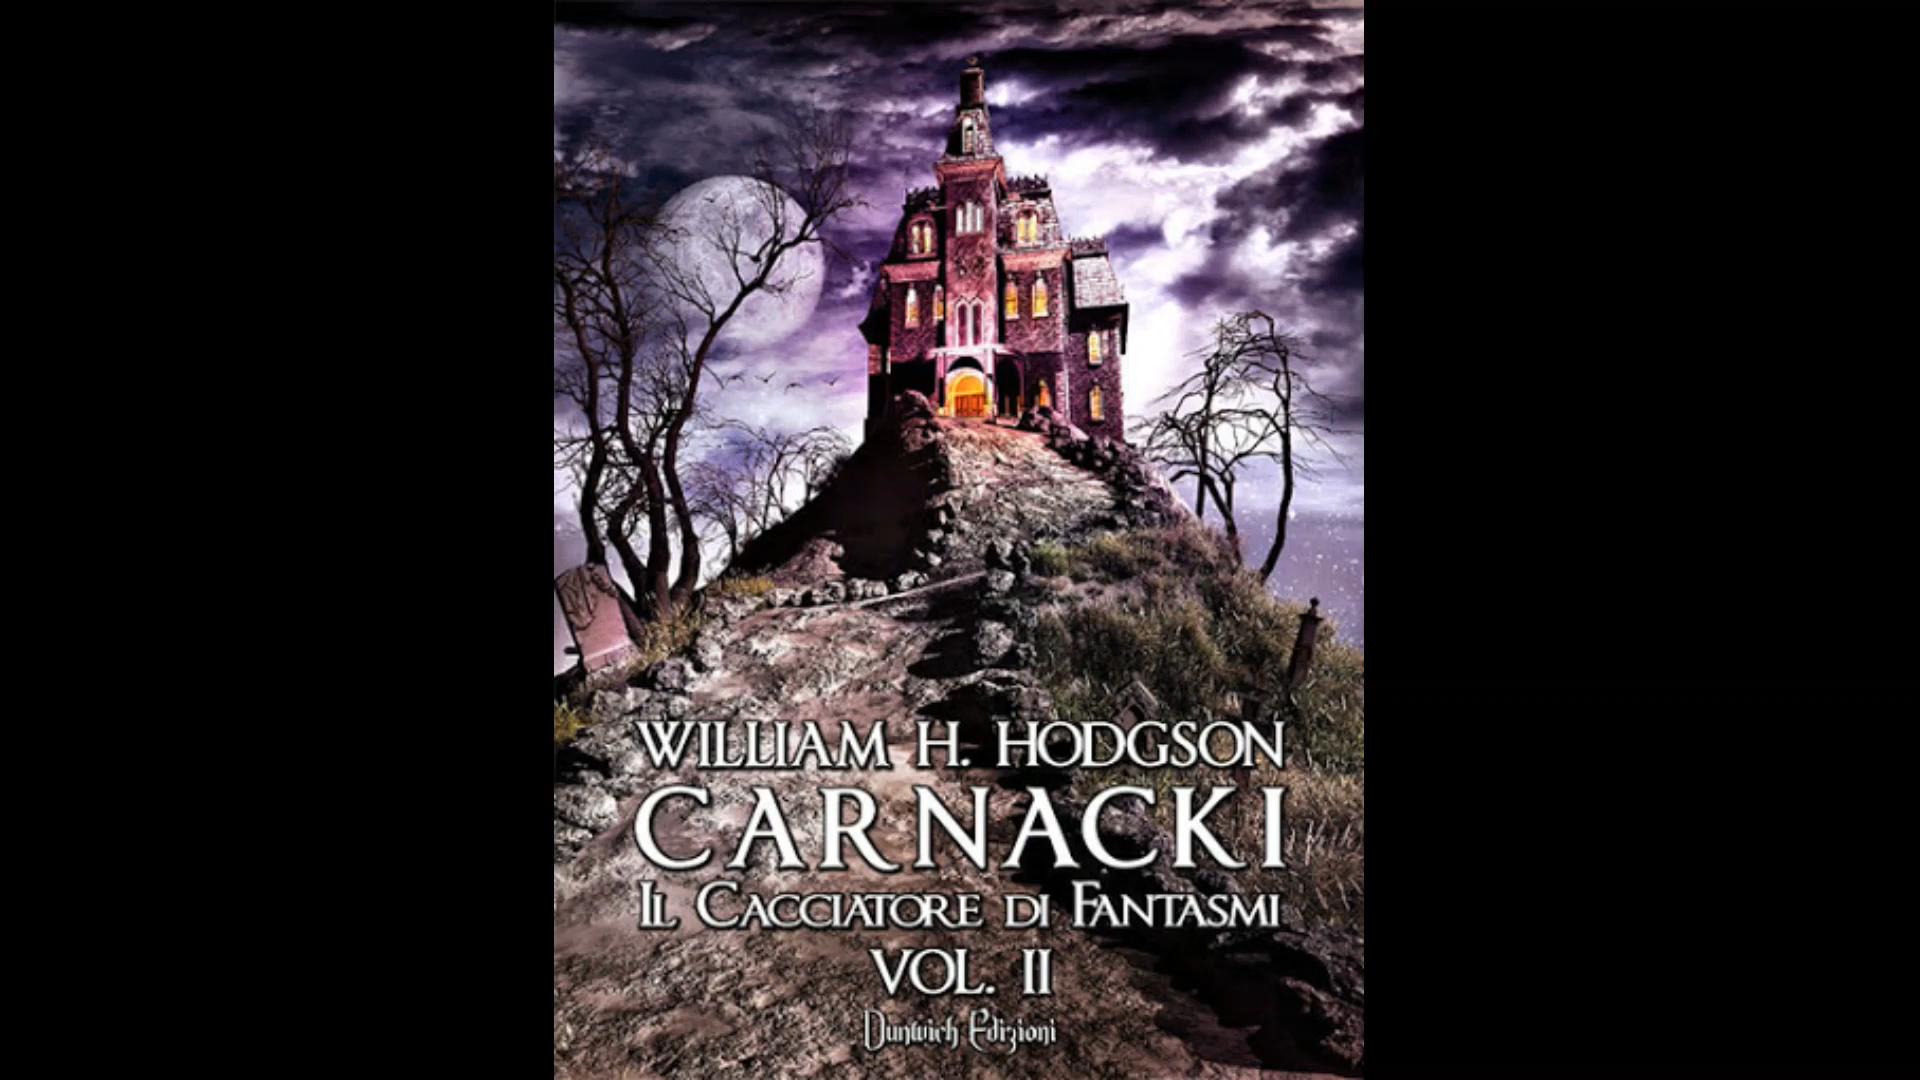 WILLIAM H. HODGSON
CARNACKI
IL CACCIATORE DI FANTASMI
VOL. II
Dunwich Edizioni